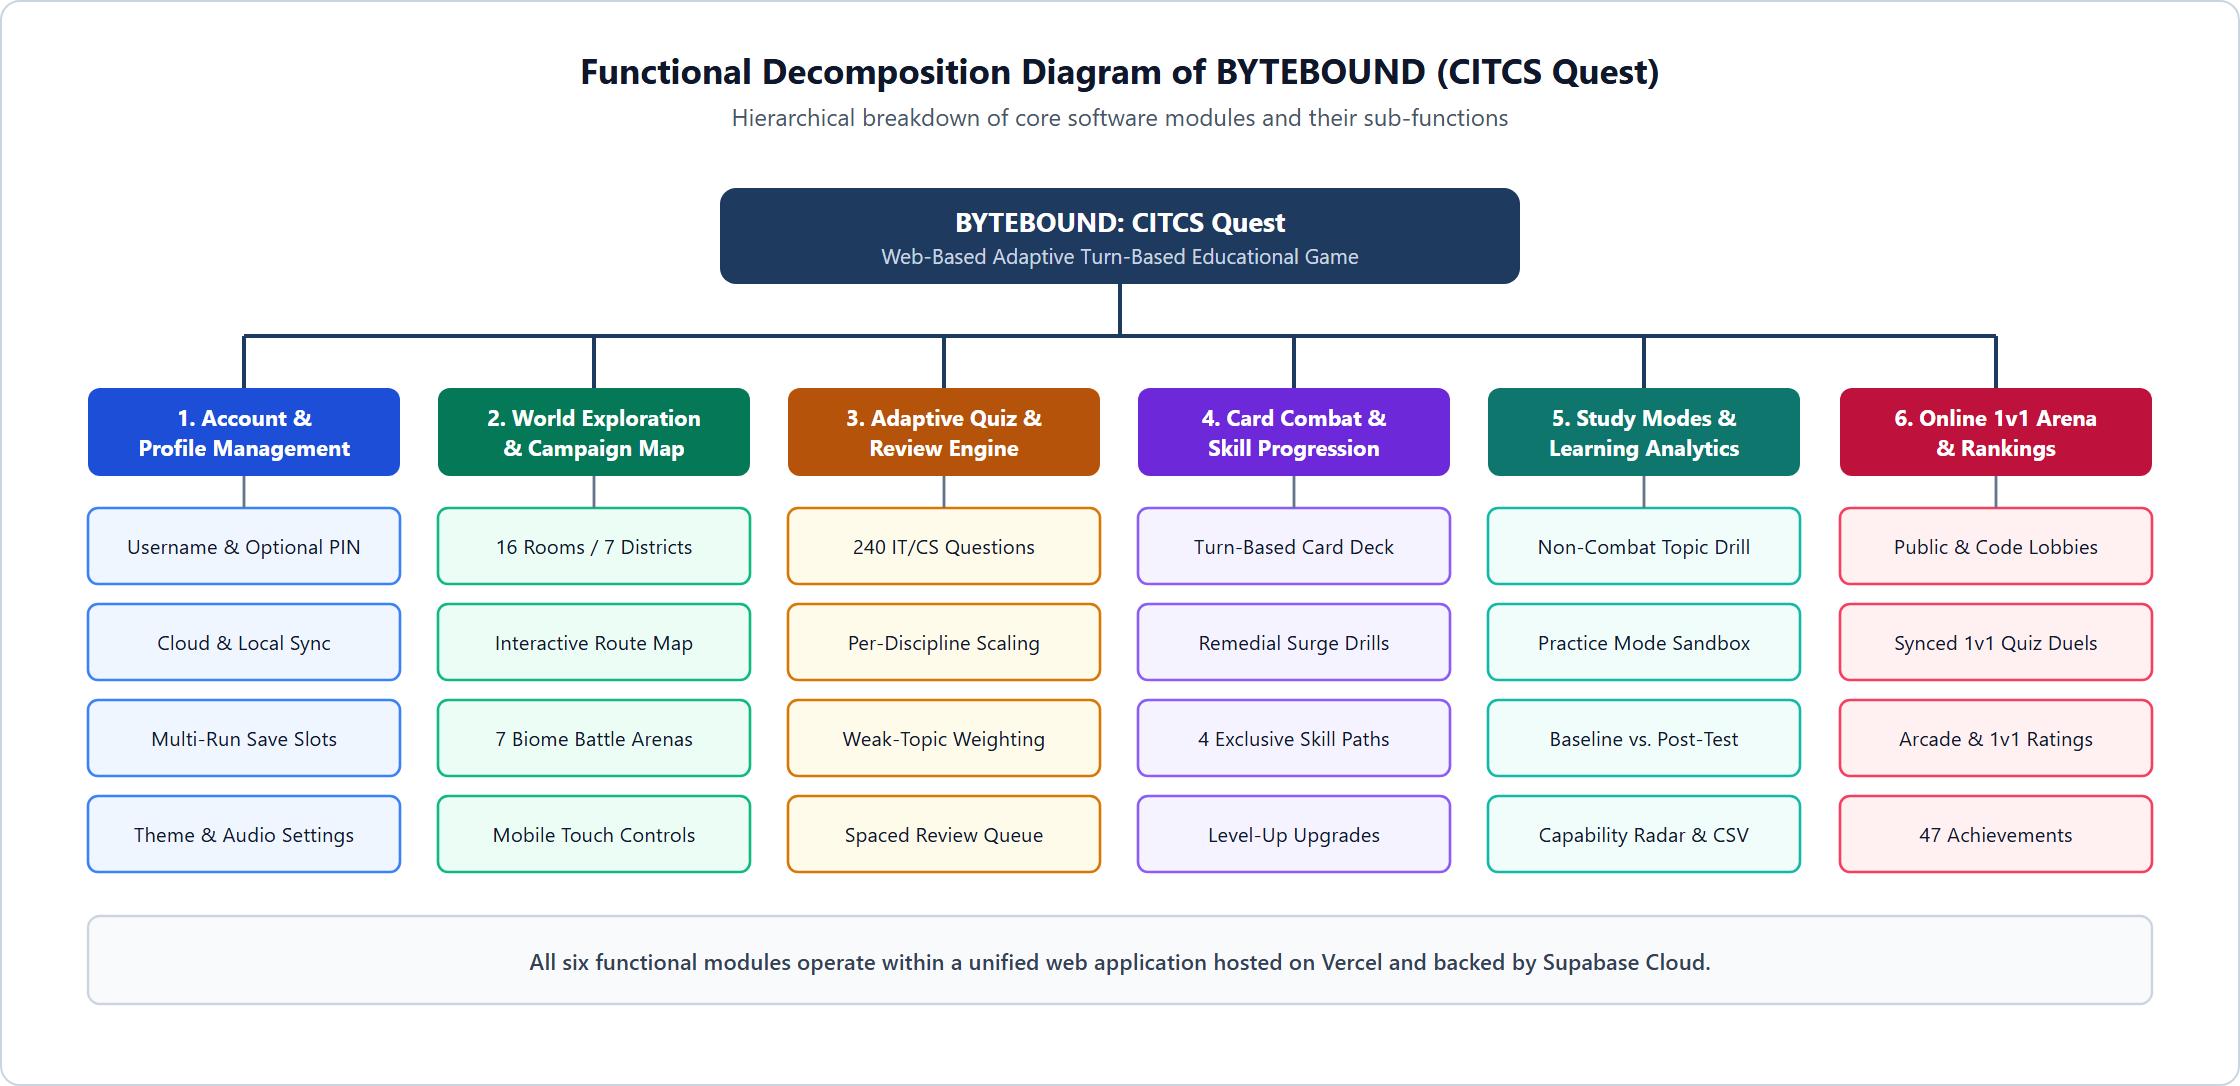 Functional Decomposition Diagram of BYTEBOUND (CITCS Quest)
Hierarchical breakdown of core software modules and their sub-functions
BYTEBOUND: CITCS Quest
Web-Based Adaptive Turn-Based Educational Game
1. Account &
Profile Management
Username & Optional PIN
Cloud & Local Sync
Multi-Run Save Slots
Theme & Audio Settings
2. World Exploration
& Campaign Map
16 Rooms / 7 Districts
Interactive Route Map
7 Biome Battle Arenas
Mobile Touch Controls
3. Adaptive Quiz &
Review Engine
240 IT/CS Questions
Per-Discipline Scaling
Weak-Topic Weighting
Spaced Review Queue
4. Card Combat &
Skill Progression
Turn-Based Card Deck
Remedial Surge Drills
4 Exclusive Skill Paths
Level-Up Upgrades
5. Study Modes &
Learning Analytics
Non-Combat Topic Drill
Practice Mode Sandbox
Baseline vs. Post-Test
Capability Radar & CSV
6. Online 1v1 Arena
& Rankings
Public & Code Lobbies
Synced 1v1 Quiz Duels
Arcade & 1v1 Ratings
47 Achievements
All six functional modules operate within a unified web application hosted on Vercel and backed by Supabase Cloud.